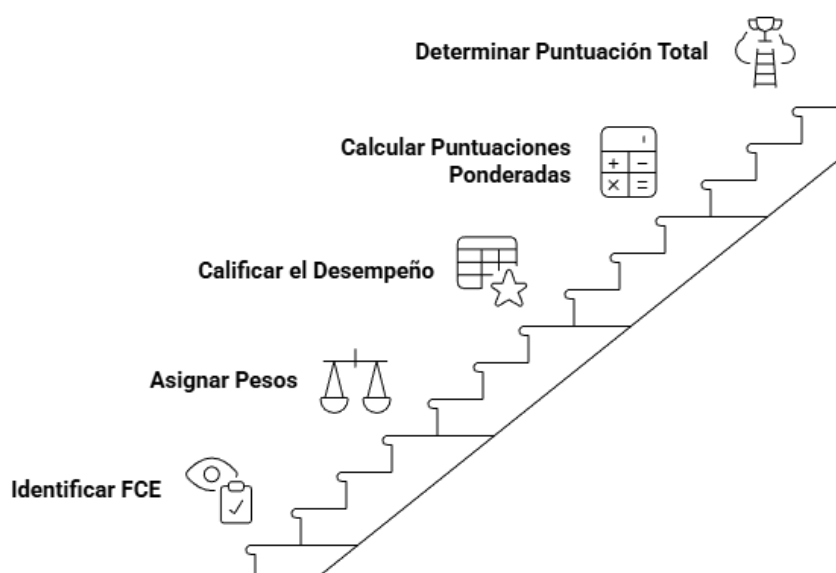 Determinar Puntuación Total
Calcular Puntuaciones
Ponderadas
Calificar el Desempeño
Asignar Pesos
Identificar FCE